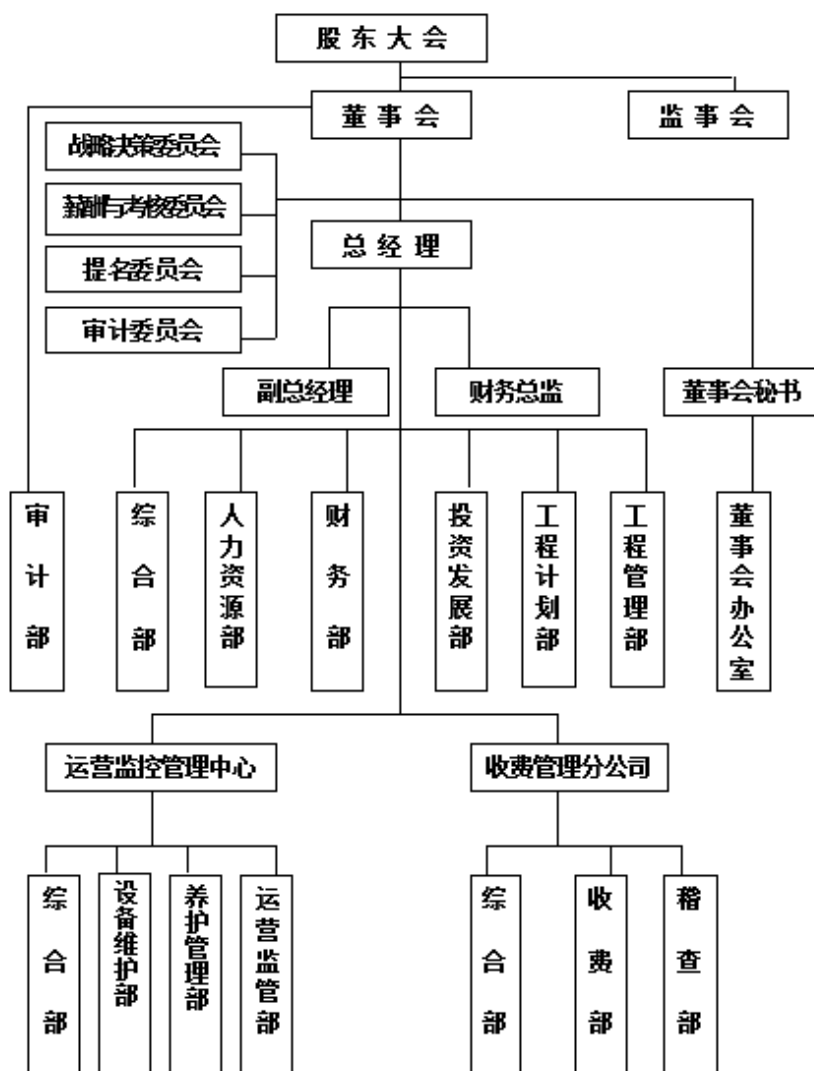 股东大会
董事会
监事会
战略决策委员会
薪酬与考核委员会
提名委员会
审计委员会
总经理
副总经理
财务总监
董事会秘书
审计部
综合部
人力资源部
财务部
投资发展部
工程计划部
工程管理部
董事会办公室
运营监控管理中心
收费管理分公司
综合部
设备维护部
养护管理部
运营监管部
综合部
收费部
稽查部